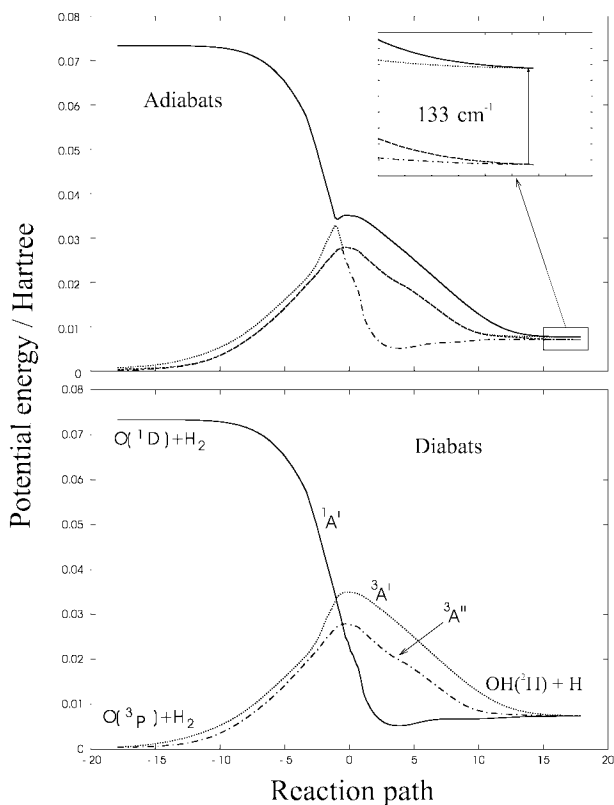 0.08
0.07
Adiabats
133 cm⁻¹
0.06
0.05
0.04
0.03
0.02
0.01
0
Potential energy / Hartree
0.08
0.07
O(¹D)+H₂
Diabats
0.06
¹A'
0.05
0.04
³A'
³A"
0.03
0.02
OH(²Π) + H
0.01
O(³P)+H₂
0
-20 -15 -10 -5 0 5 10 15 20
Reaction path